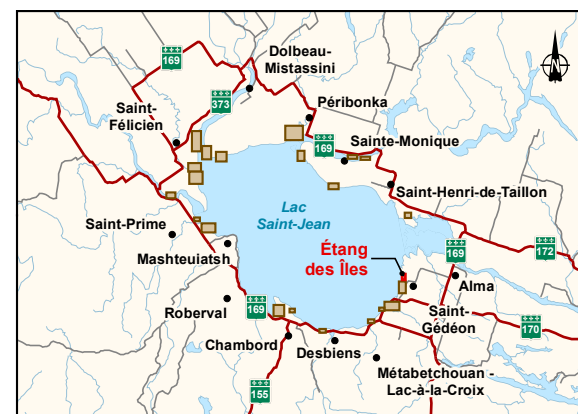 169
Dolbeau-
Mistassini
373
Péribonka
Saint-
Félicien
169
Sainte-Monique
Saint-Henri-de-Taillon
Lac
Saint-Jean
Saint-Prime
Étang
des Îles
169
172
Mashteuiatsh
Alma
Roberval
169
Saint-
Gédéon
170
Chambord
Desbiens
Métabetchouan -
Lac-à-la-Croix
155